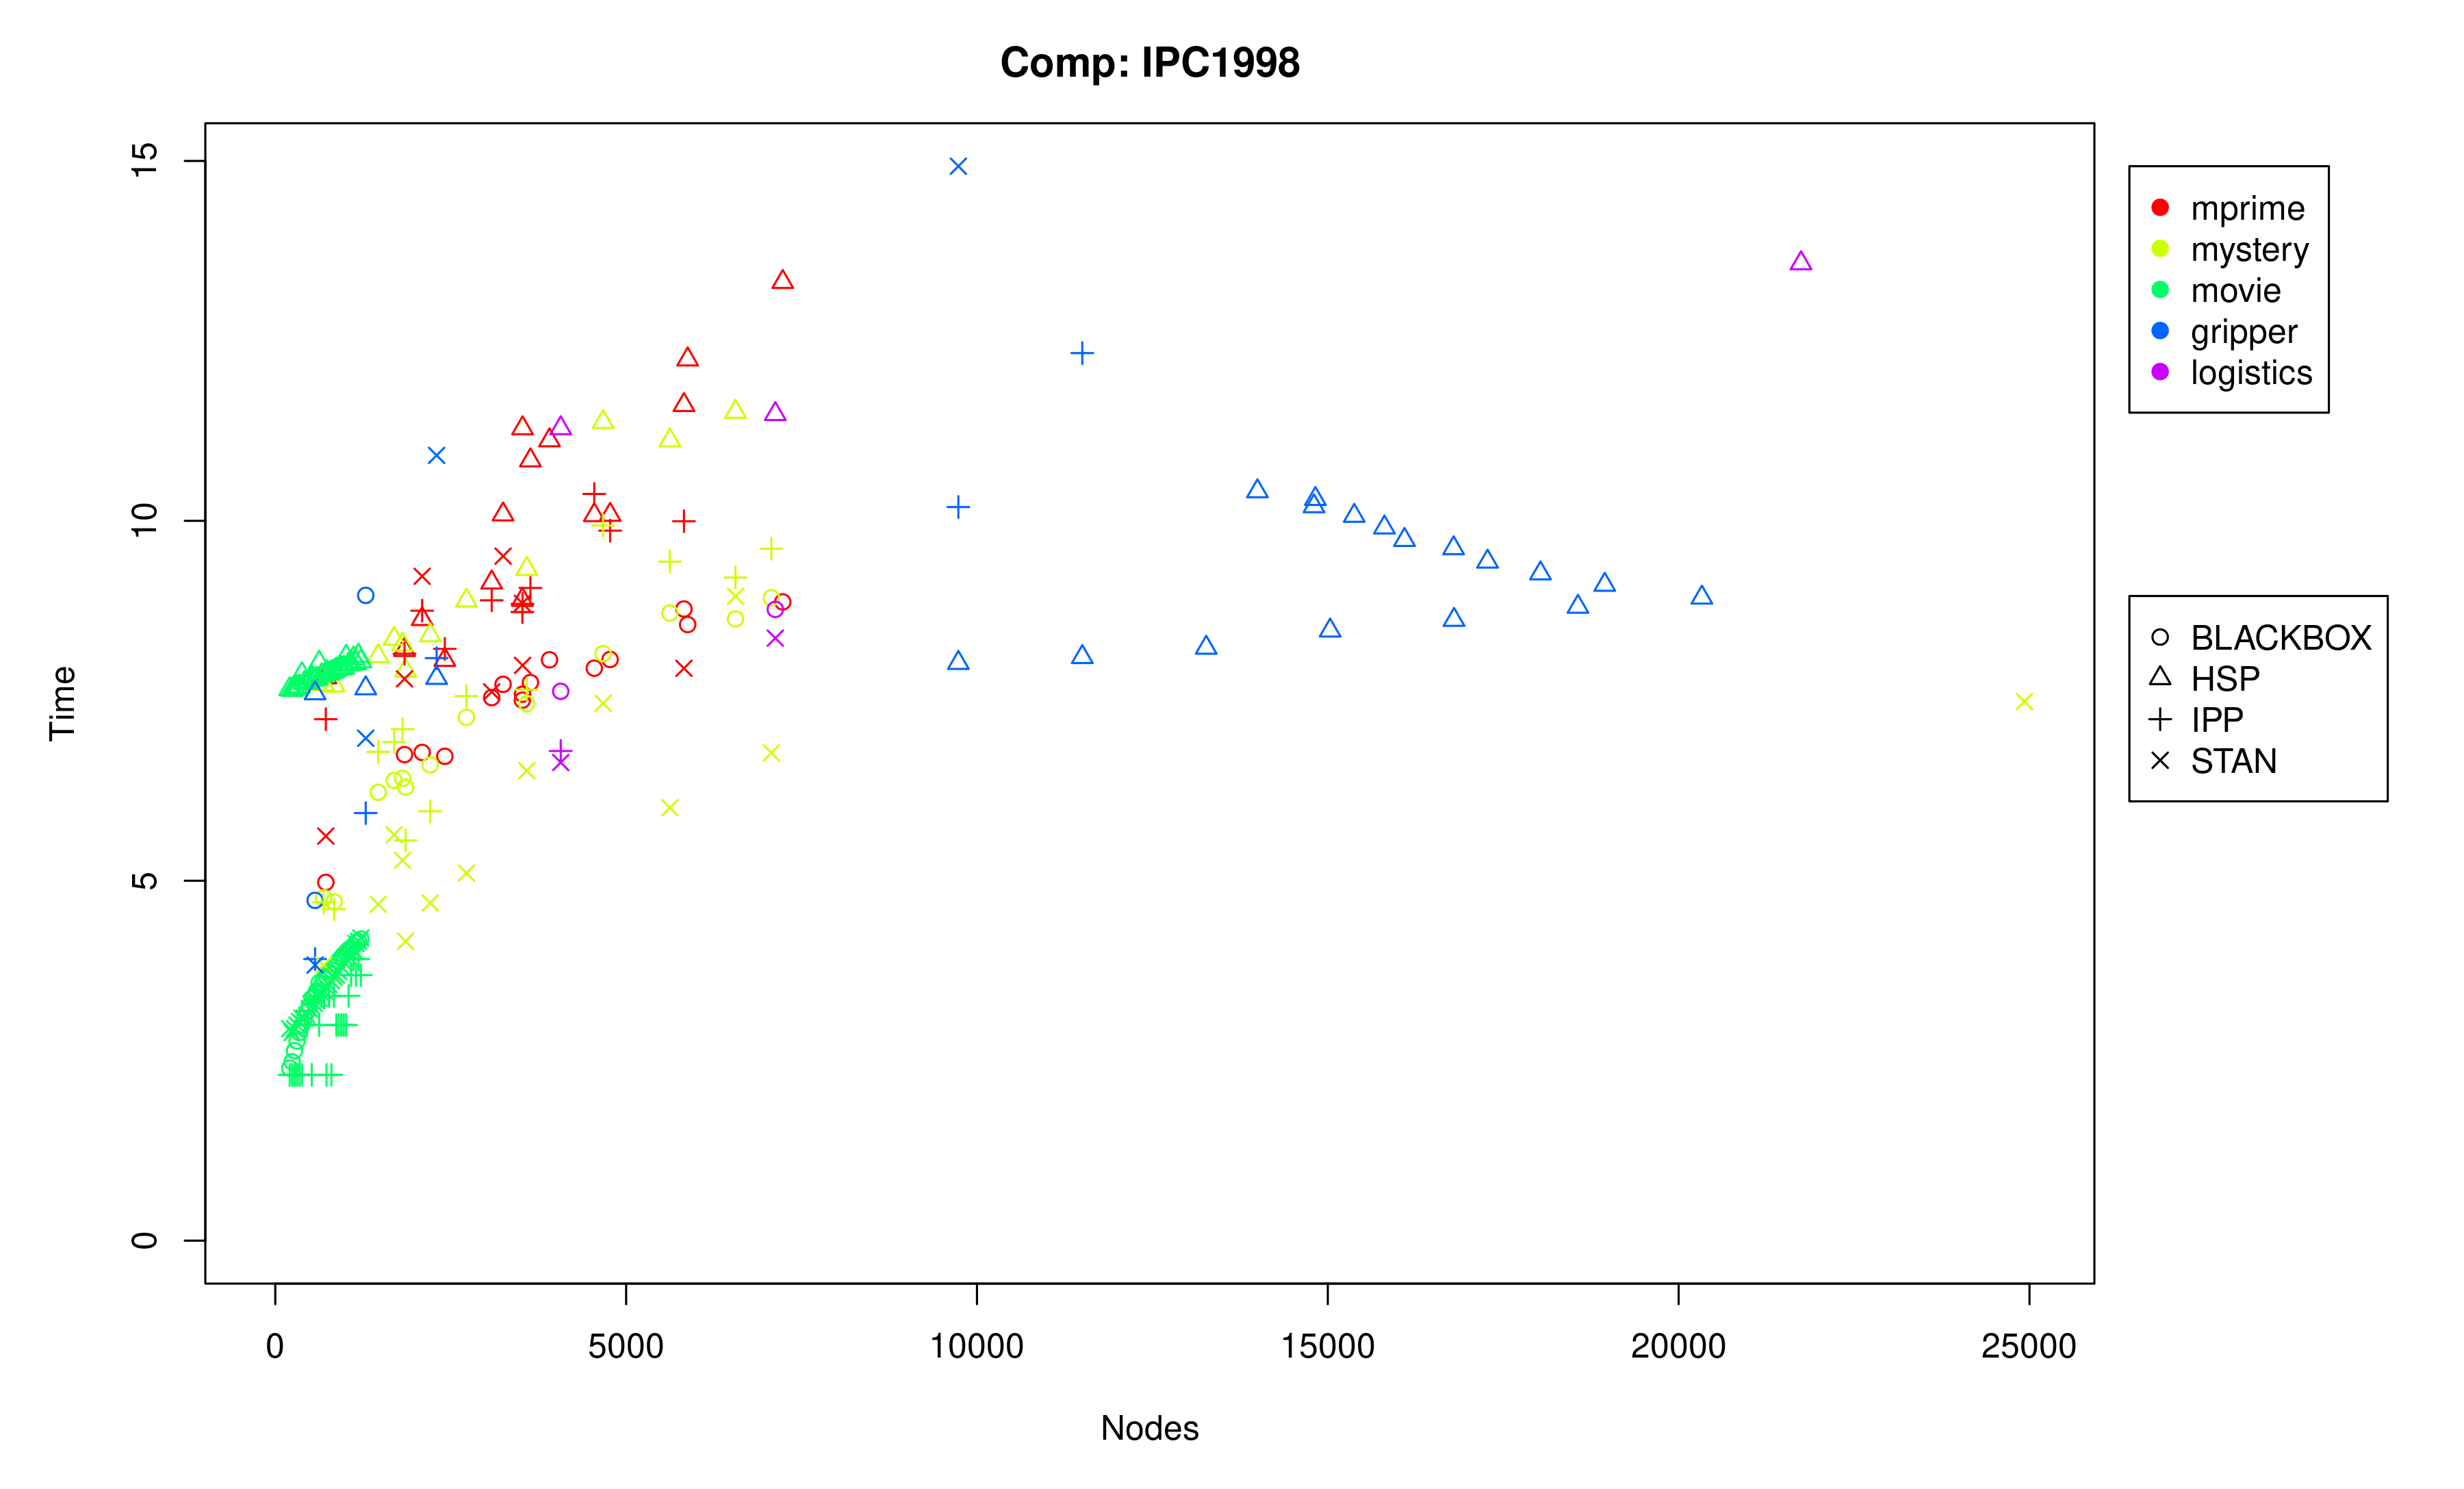 Comp: IPC1998
Time
15
10
5
0
0 5000 10000 15000 20000 25000
Nodes
mprime
mystery
movie
gripper
logistics
BLACKBOX
HSP
IPP
STAN